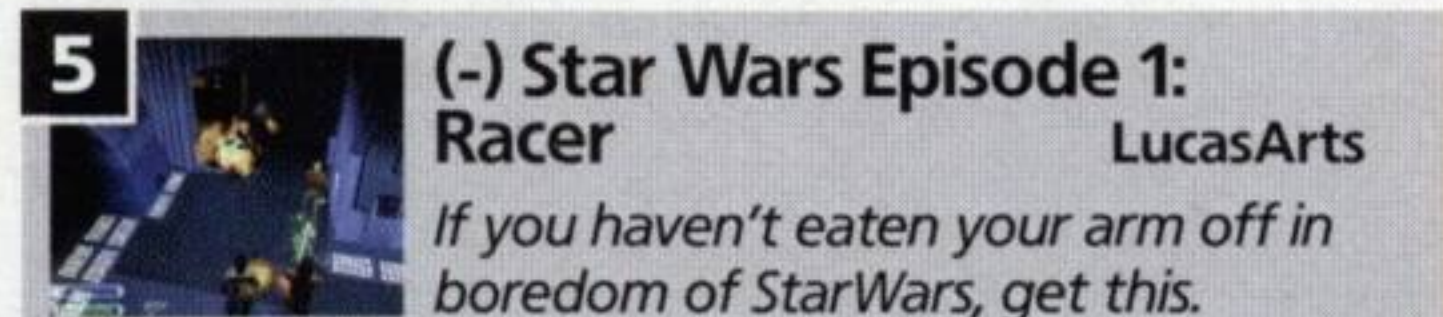 5
(-) Star Wars Episode 1:
Racer LucasArts
If you haven't eaten your arm off in
boredom of StarWars, get this.